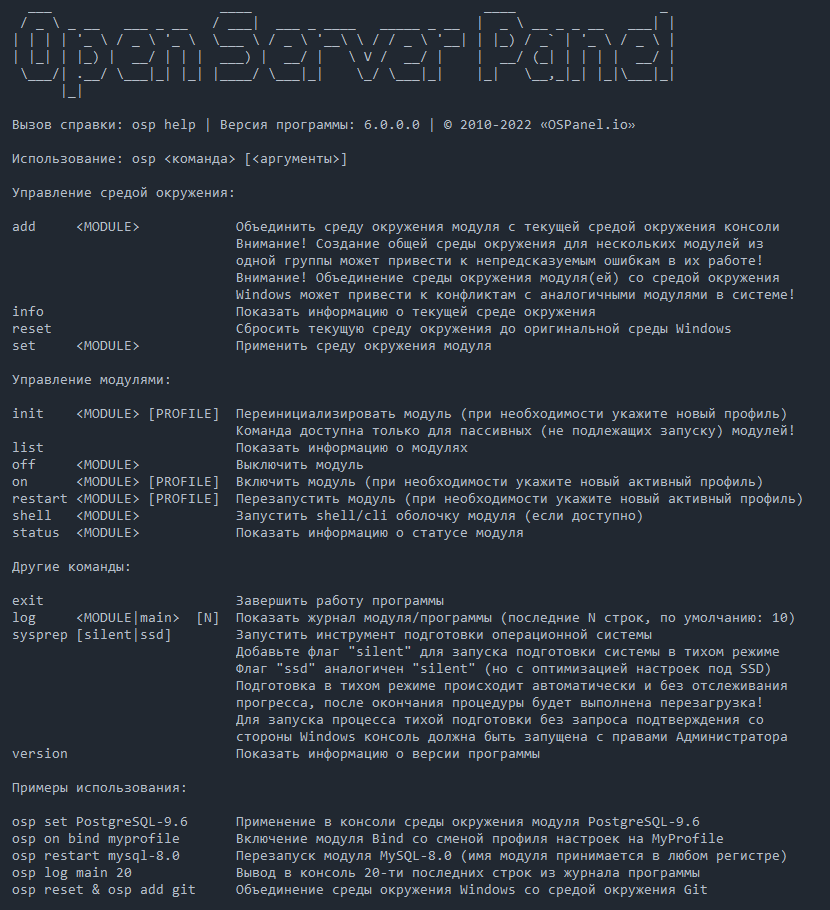 Open Server Panel
Вызов справки: osp help | Версия программы: 6.0.0.0 | © 2010-2022 «OSPanel.io»
Использование: osp <команда> [<аргументы>]
Управление средой окружения:
add <MODULE> Объединить среду окружения модуля с текущей средой окружения консоли
Внимание! Создание общей среды окружения для нескольких модулей из
одной группы может привести к непредсказуемым ошибкам в их работе!
Внимание! Объединение среды окружения модуля(ей) со средой окружения
Windows может привести к конфликтам с аналогичными модулями в системе!
info Показать информацию о текущей среде окружения
reset Сбросить текущую среду окружения до оригинальной среды Windows
set <MODULE> Применить среду окружения модуля
Управление модулями:
init <MODULE> [PROFILE] Переинициализировать модуль (при необходимости укажите новый профиль)
Команда доступна только для пассивных (не подлежащих запуску) модулей!
list Показать информацию о модулях
off <MODULE> Выключить модуль
on <MODULE> [PROFILE] Включить модуль (при необходимости укажите новый активный профиль)
restart <MODULE> [PROFILE] Перезапустить модуль (при необходимости укажите новый активный профиль)
shell <MODULE> Запустить shell/cli оболочку модуля (если доступно)
status <MODULE> Показать информацию о статусе модуля
Другие команды:
exit Завершить работу программы
log <MODULE|main> [N] Показать журнал модуля/программы (последние N строк, по умолчанию: 10)
sysprep [silent|ssd] Запустить инструмент подготовки операционной системы
Добавьте флаг "silent" для запуска подготовки системы в тихом режиме
Флаг "ssd" аналогичен "silent" (но с оптимизацией настроек под SSD)
Подготовка в тихом режиме происходит автоматически и без отслеживания
прогресса, после окончания процедуры будет выполнена перезагрузка!
Для запуска процесса тихой подготовки без запроса подтверждения со
стороны Windows консоль должна быть запущена с правами Администратора
version Показать информацию о версии программы
Примеры использования:
osp set PostgreSQL-9.6 Применение в консоли среды окружения модуля PostgreSQL-9.6
osp on bind myprofile Включение модуля Bind со сменой профиля настроек на MyProfile
osp restart mysql-8.0 Перезапуск модуля MySQL-8.0 (имя модуля принимается в любом регистре)
osp log main 20 Вывод в консоль 20-ти последних строк из журнала программы
osp reset & osp add git Объединение среды окружения Windows со средой окружения Git